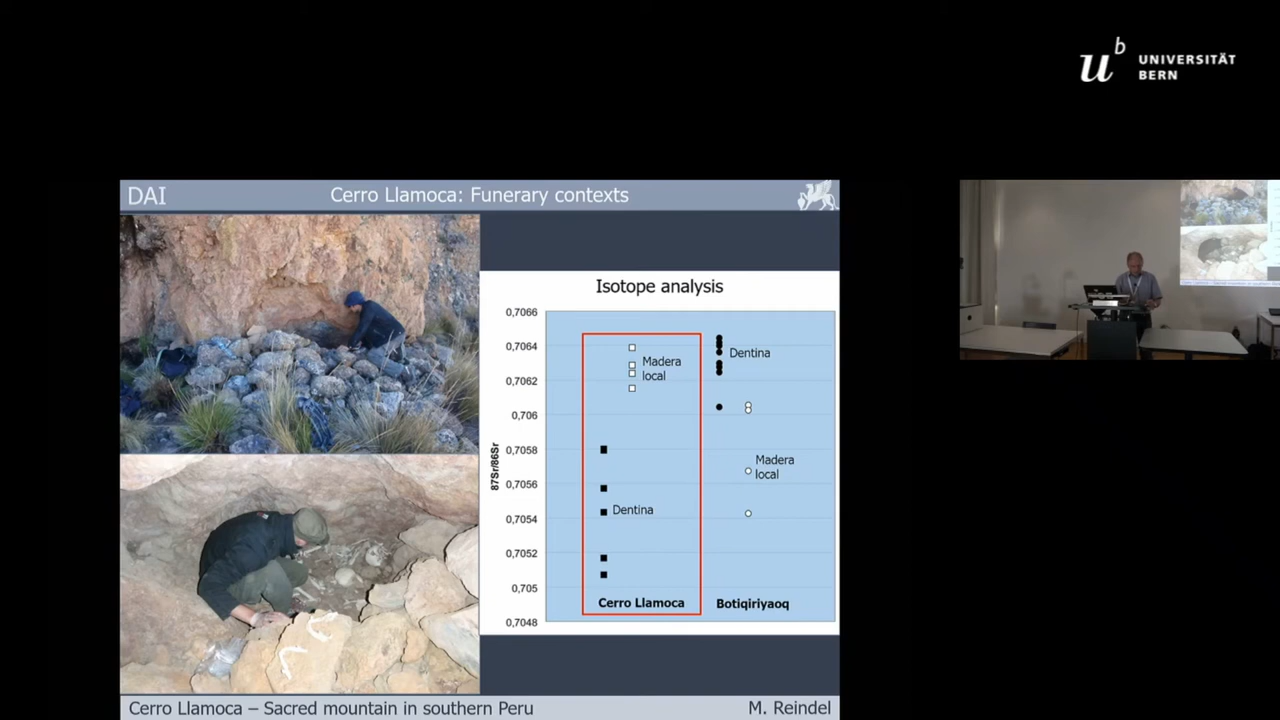 u^b
UNIVERSITÄT
BERN
DAI
Cerro Llamoca: Funerary contexts
Isotope analysis
87Sr/86Sr
0,7066
0,7064
0,7062
0,706
0,7058
0,7056
0,7054
0,7052
0,705
0,7048
Madera
local
Dentina
Dentina
Madera
local
Cerro Llamoca
Botiqiriyaoq
Cerro Llamoca – Sacred mountain in southern Peru
M. Reindel